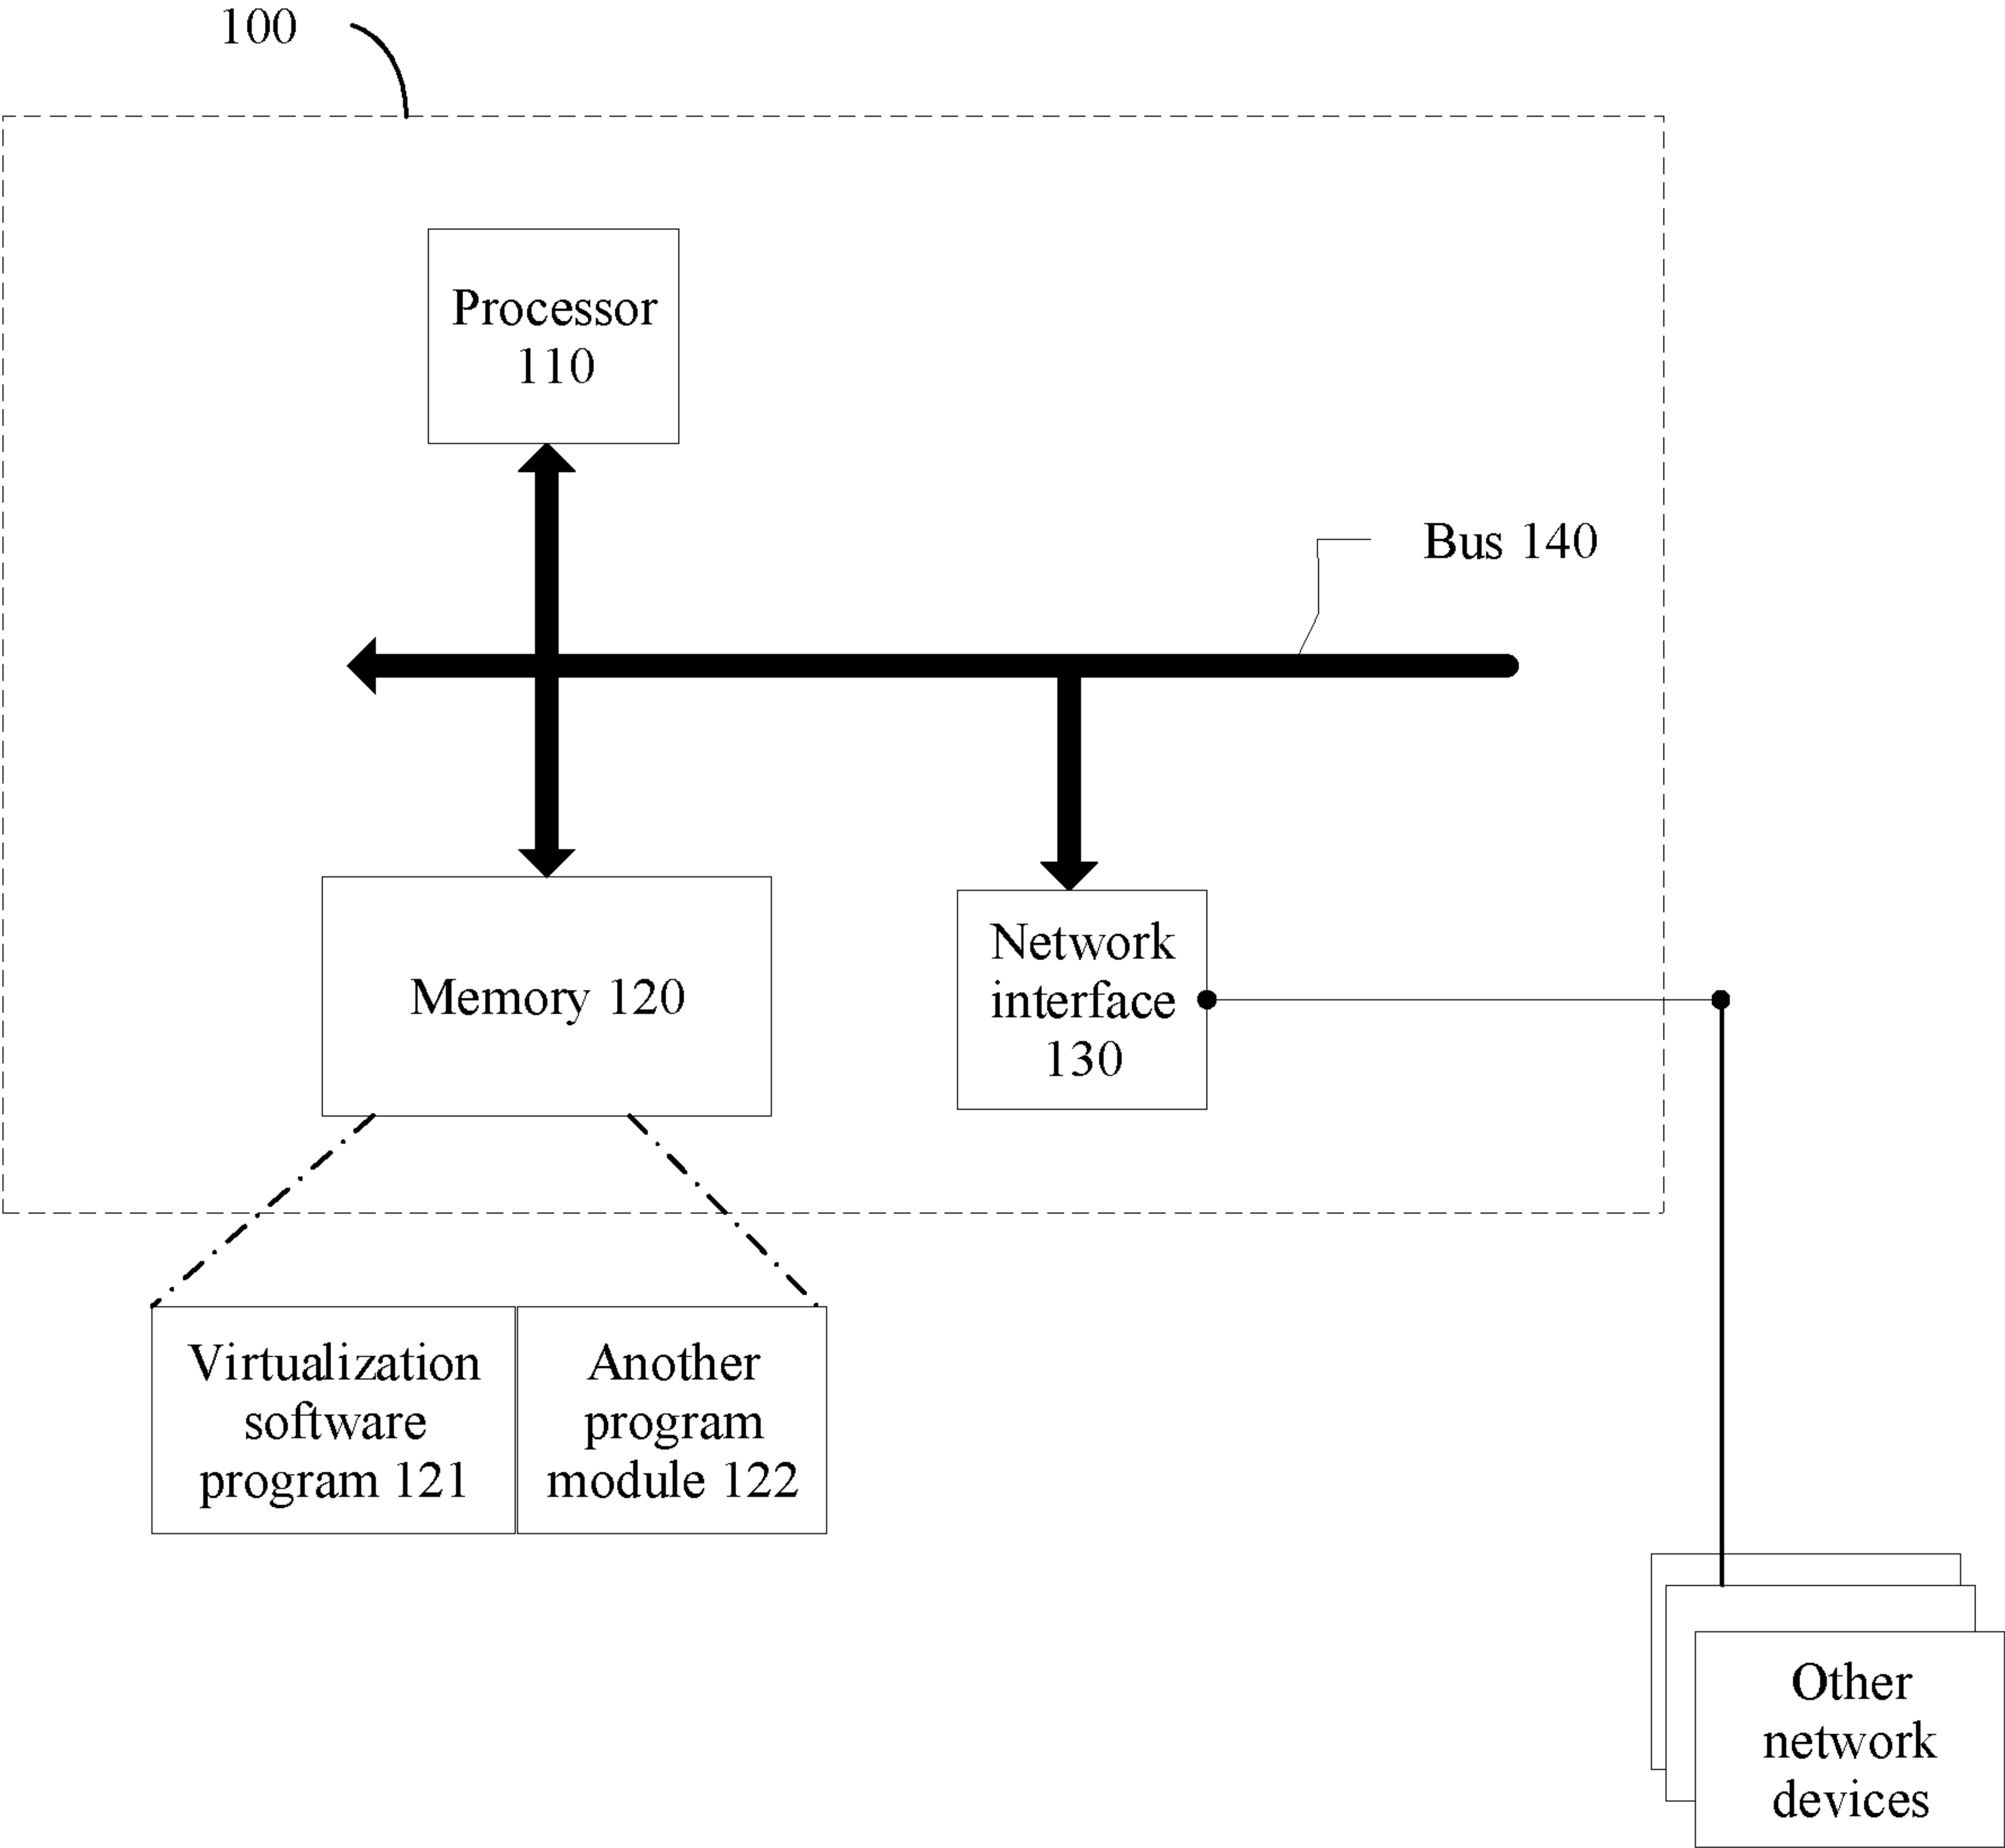 100
Processor
110
Bus 140
Memory 120
Network
interface
130
Virtualization
software
program 121
Another
program
module 122
Other
network
devices